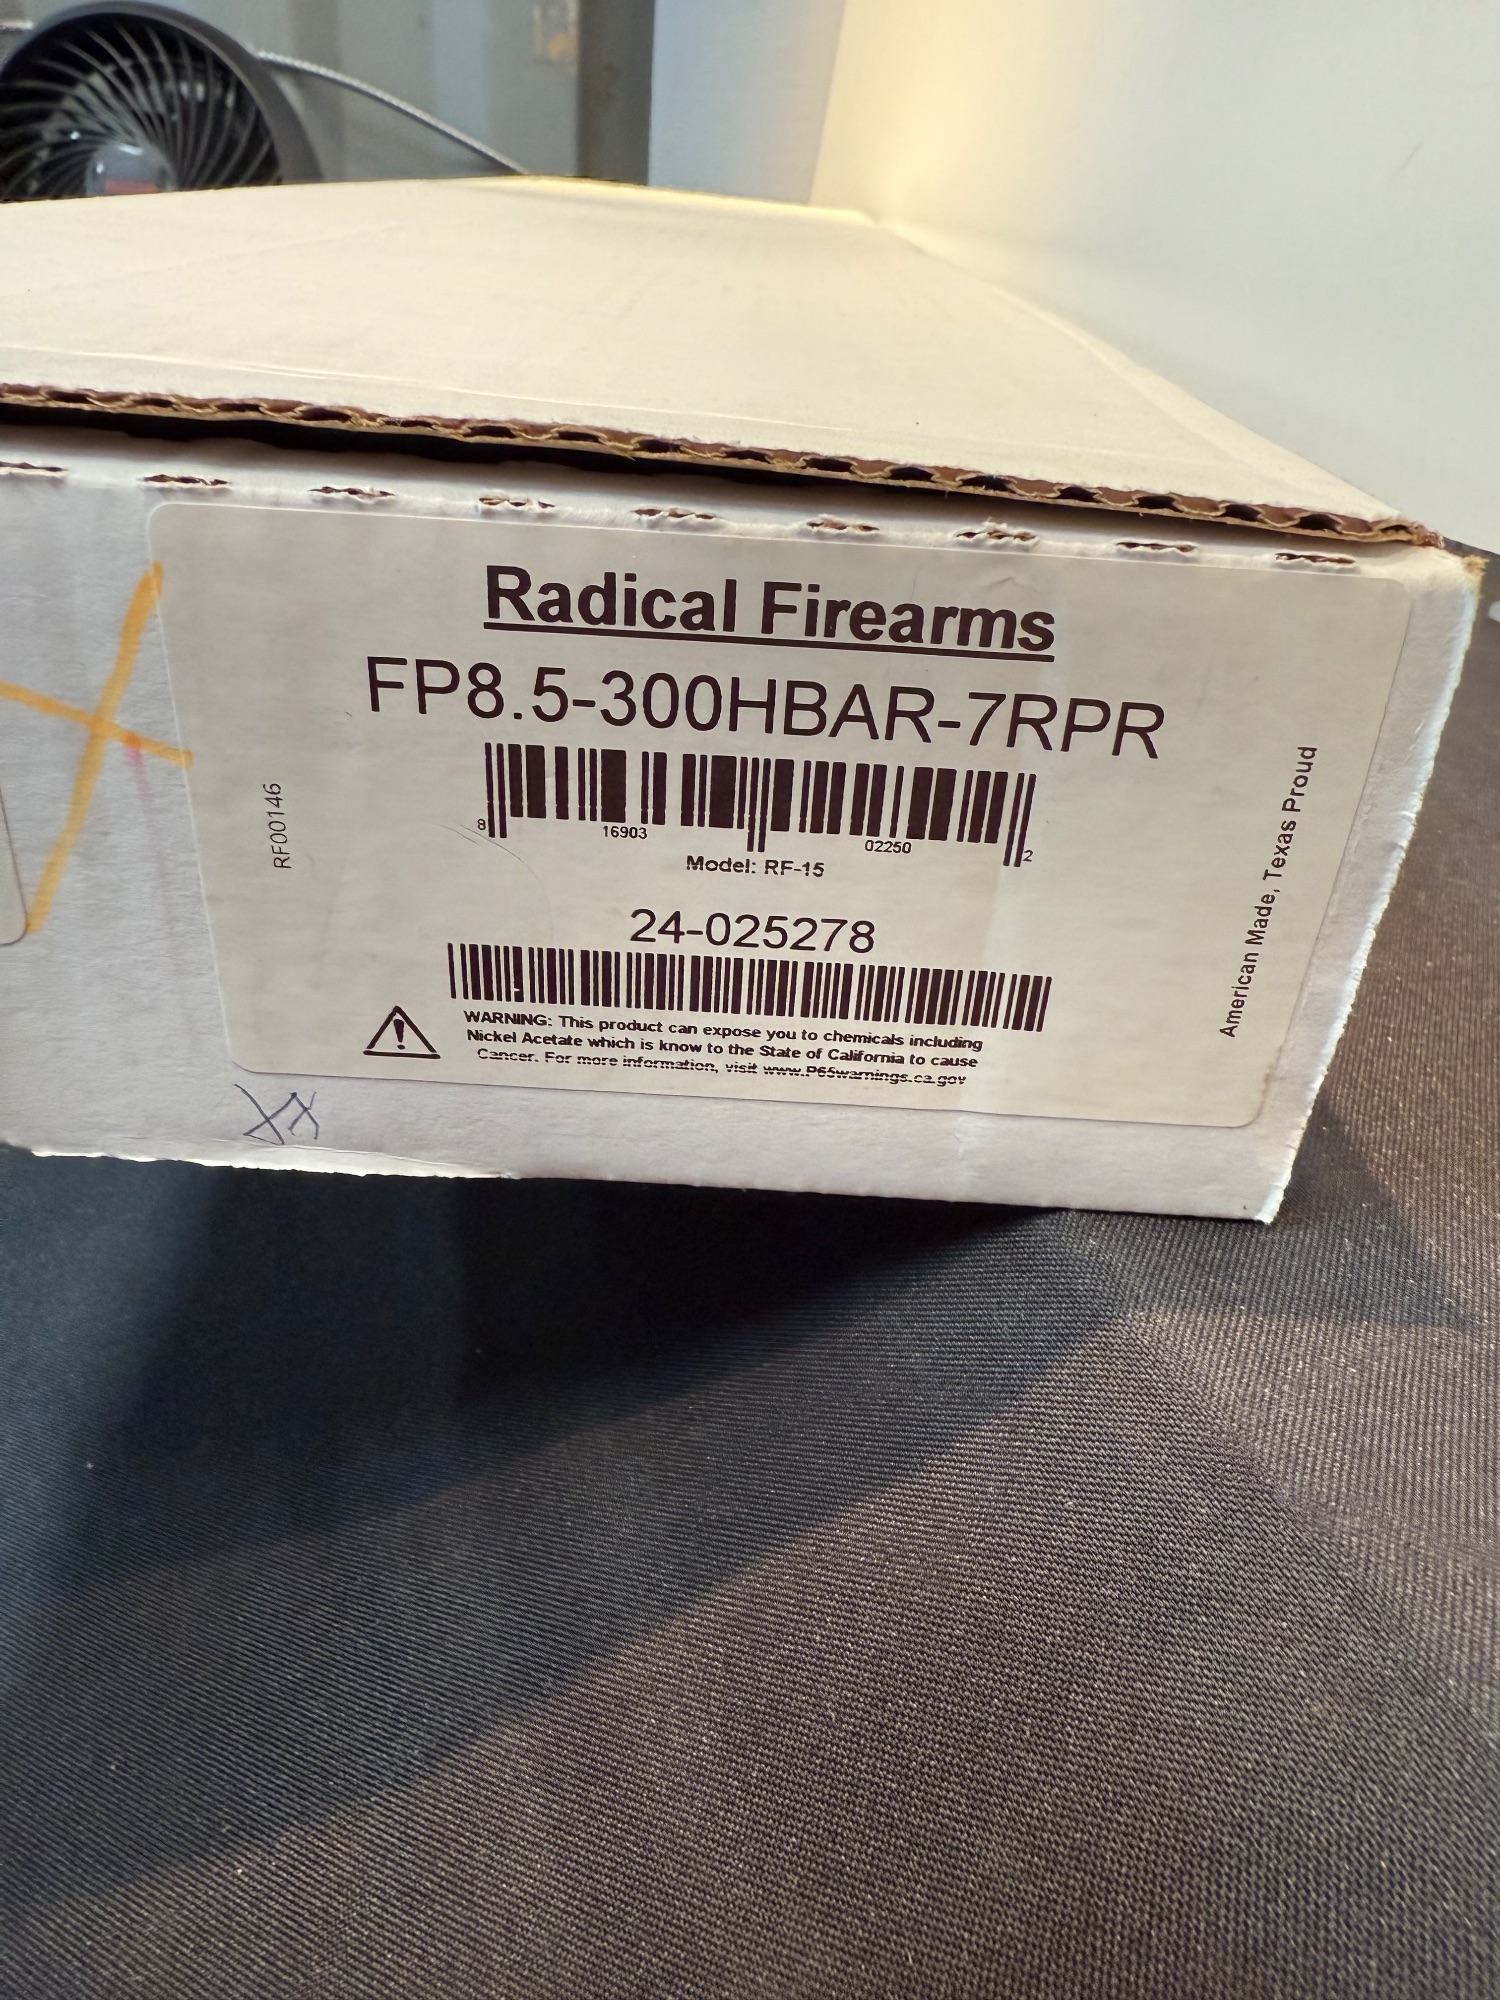 Radical Firearms
FP8.5-300HBAR-7RPR
8 16903 02250 2
Model: RF-15
24-025278
WARNING: This product can expose you to chemicals including
Nickel Acetate which is know to the State of California to cause
Cancer. For more information, visit www.P65warnings.ca.gov
RF00146
American Made, Texas Proud
XX